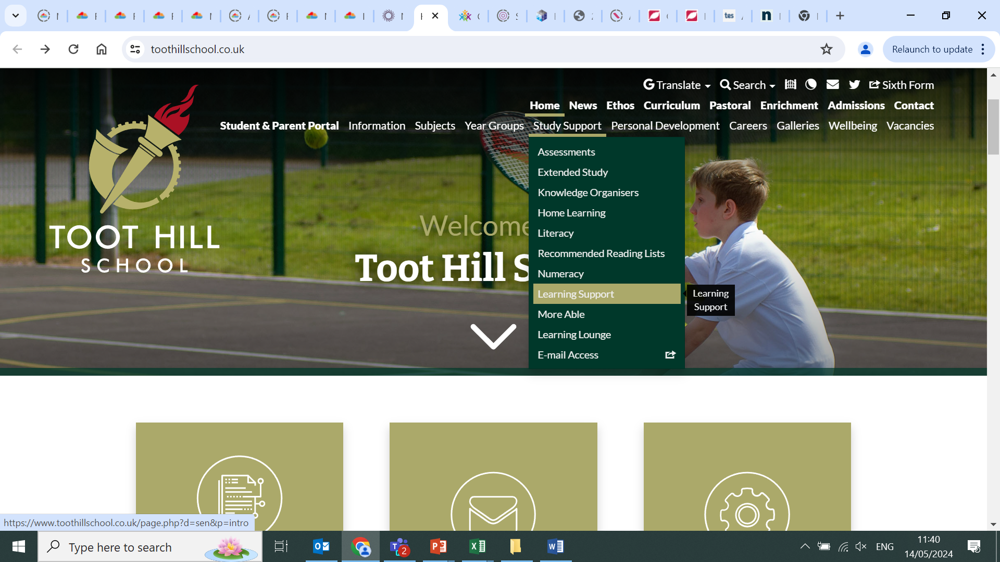 toothillschool.co.uk
Relaunch to update
Translate
Search
Sixth Form
Home News Ethos Curriculum Pastoral Enrichment Admissions Contact
Student & Parent Portal Information Subjects Year Groups Study Support Personal Development Careers Galleries Wellbeing Vacancies
TOOT HILL
SCHOOL
Welcome
Toot Hill S
Assessments
Extended Study
Knowledge Organisers
Home Learning
Literacy
Recommended Reading Lists
Numeracy
Learning Support
Learning
Support
More Able
Learning Lounge
E-mail Access
https://www.toothillschool.co.uk/page.php?d=sen&p=intro
Type here to search
2
ENG
11:40
14/05/2024
tes